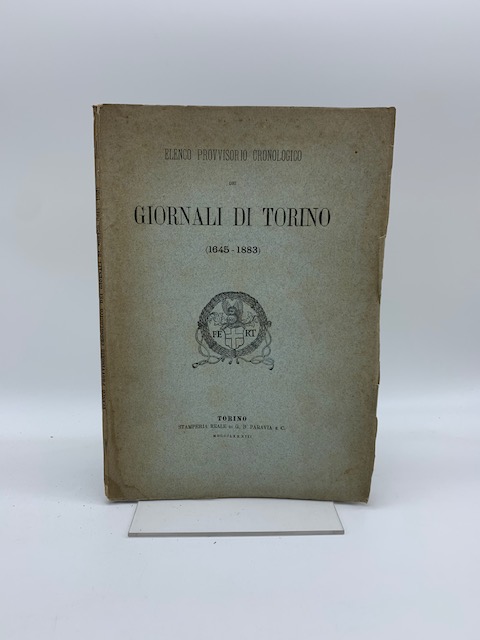 ELENCO PROVVISORIO CRONOLOGICO
DEI
GIORNALI DI TORINO
(1645 - 1883)
FE RT
TORINO
STAMPERIA REALE DI G. B. PARAVIA & C.